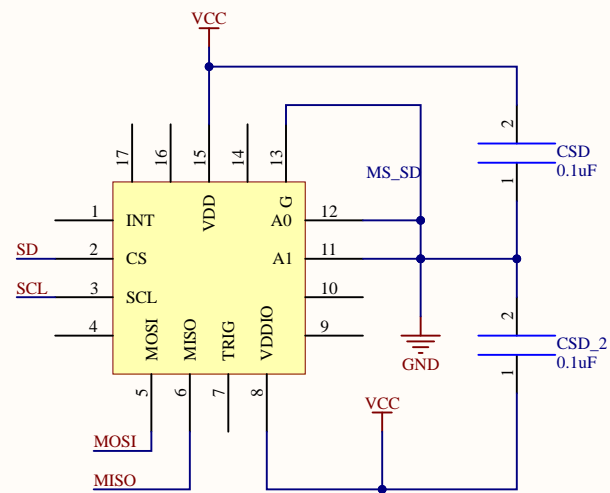 VCC
17
16
15
14
13
2
CSD
0.1uF
1
VDD
G
MS_SD
1
INT
A0
12
SD
2
CS
A1
11
SCL
3
SCL
10
4
9
MOSI
MISO
TRIG
VDDIO
2
CSD_2
0.1uF
1
GND
5
6
7
8
VCC
MOSI
MISO